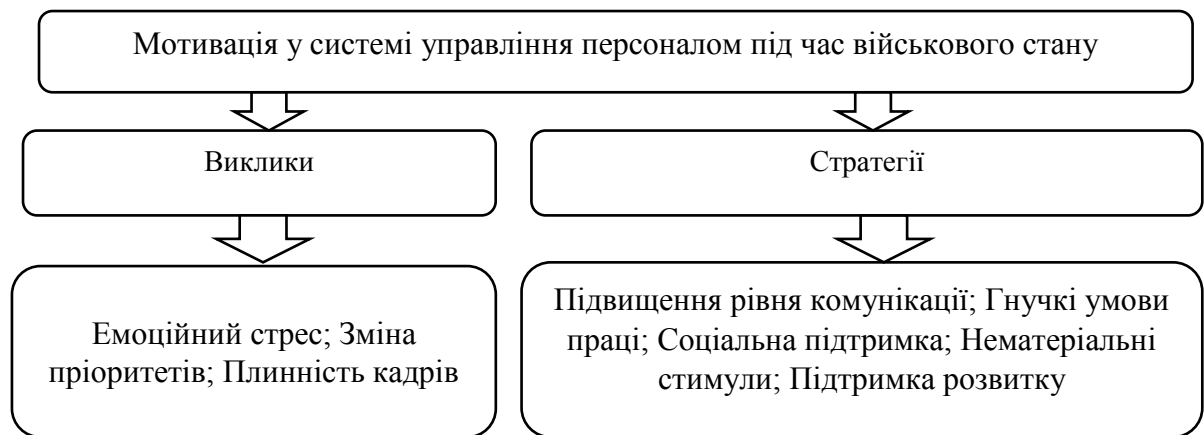 Мотивація у системі управління персоналом під час військового стану
Виклики
Стратегії
Емоційний стрес; Зміна
пріоритетів; Плинність кадрів
Підвищення рівня комунікації; Гнучкі умови
праці; Соціальна підтримка; Нематеріальні
стимули; Підтримка розвитку